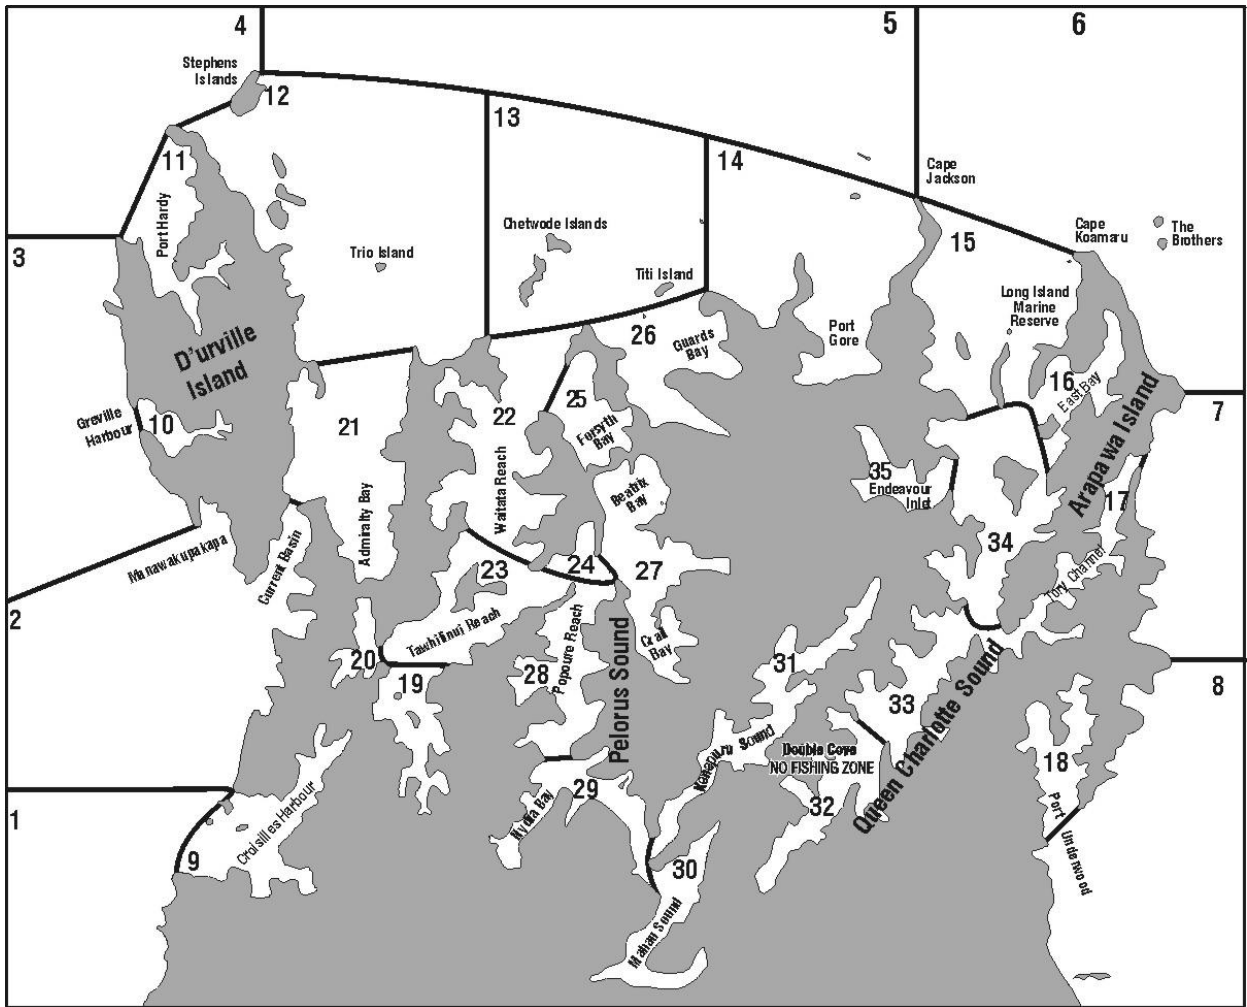 4
5
6
Stephens
Islands
12
13
14
11
Cape
Jackson
Port Hardy
3
Trio Island
Chetwode Islands
Titi Island
15
Cape
Koamaru
The
Brothers
Long Island
Marine
Reserve
26
Guards
Bay
Port
Gore
D'urville
Island
Greville
Harbour
10
21
22
25
Forsyth
Bay
16
East Bay
7
Arapawa Island
Admiralty Bay
Waitata Reach
Beatrix
Bay
35
Endeavour
Inlet
17
Manawakupakapa
Current Basin
23
24
27
34
Tory Channel
2
Tawhitinui Reach
Popoure Reach
Crail
Bay
20
19
28
Pelorus Sound
31
33
8
Queen Charlotte Sound
Kenepuru Sound
Double Cove
NO FISHING ZONE
18
Port
Underwood
1
9
Croisilles Harbour
Nydia Bay
29
32
30
Mahau Sound